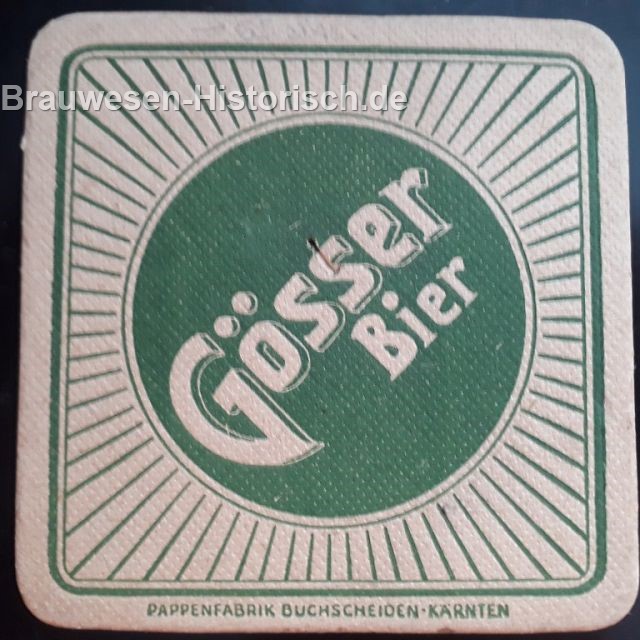 Brauwesen-Historisch.de
Gösser
Bier
PAPPENFABRIK BUCHSCHEIDEN-KÄRNTEN